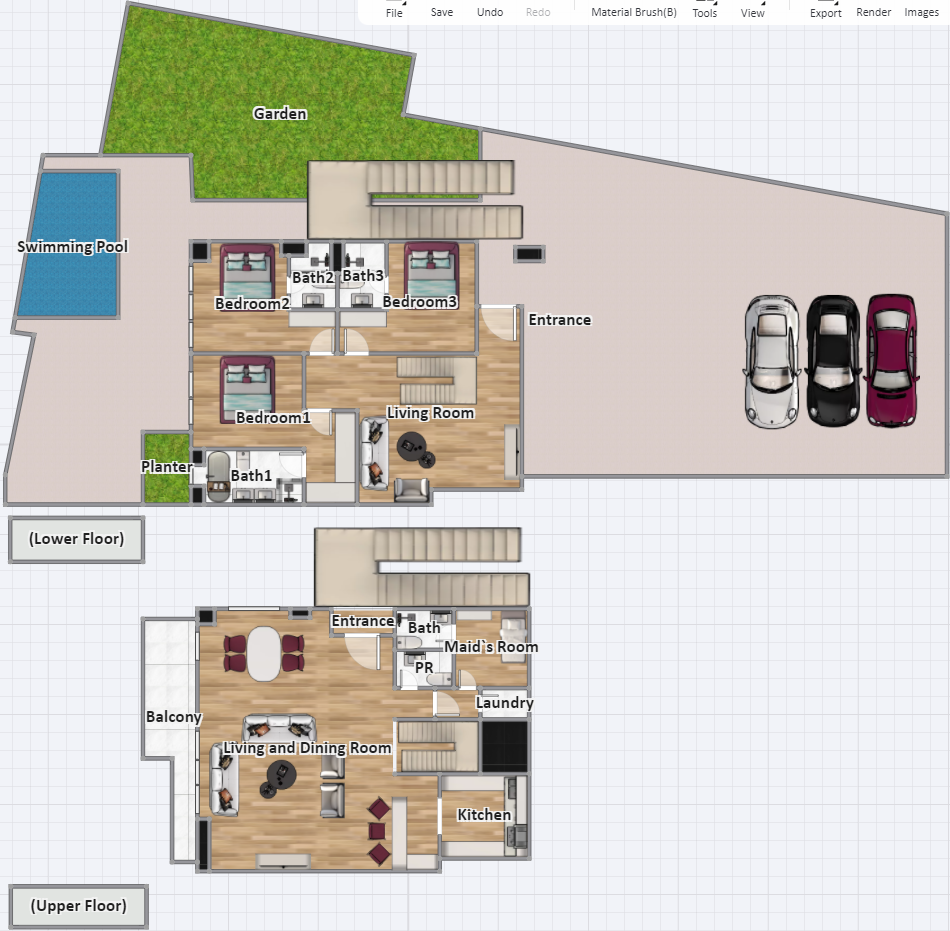 File Save Undo Redo Material Brush(B) Tools View Export Render Images
Garden
Swimming Pool
Bath2 Bath3
Bedroom2 Bedroom3
Entrance
Living Room
Bedroom1
Planter
Bath1
(Lower Floor)
Entrance
Bath
Maid`s Room
PR
Laundry
Balcony
Living and Dining Room
Kitchen
(Upper Floor)